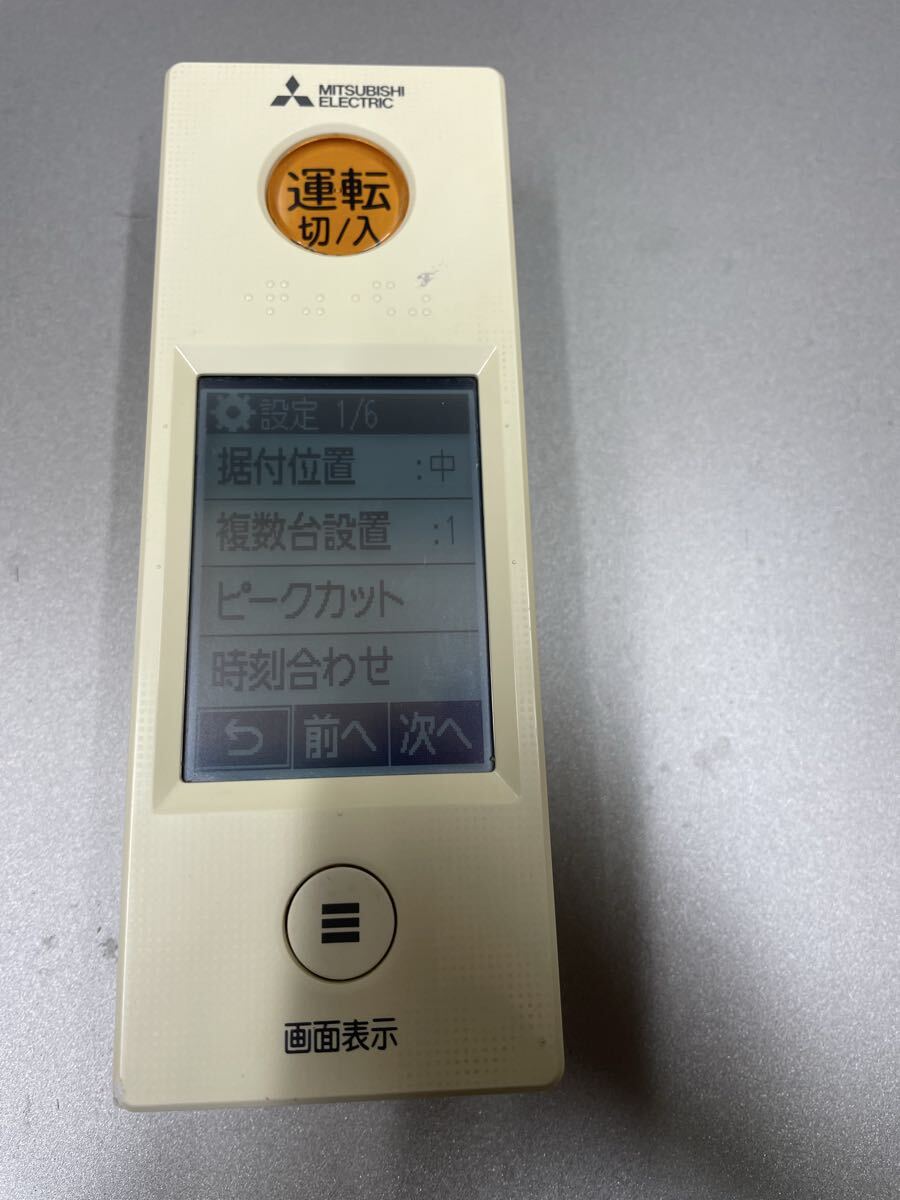 MITSUBISHI
ELECTRIC
運転
切/入
設定 1/6
据付位置 :中
複数台設置 :1
ピークカット
時刻合わせ
前へ 次へ
画面表示